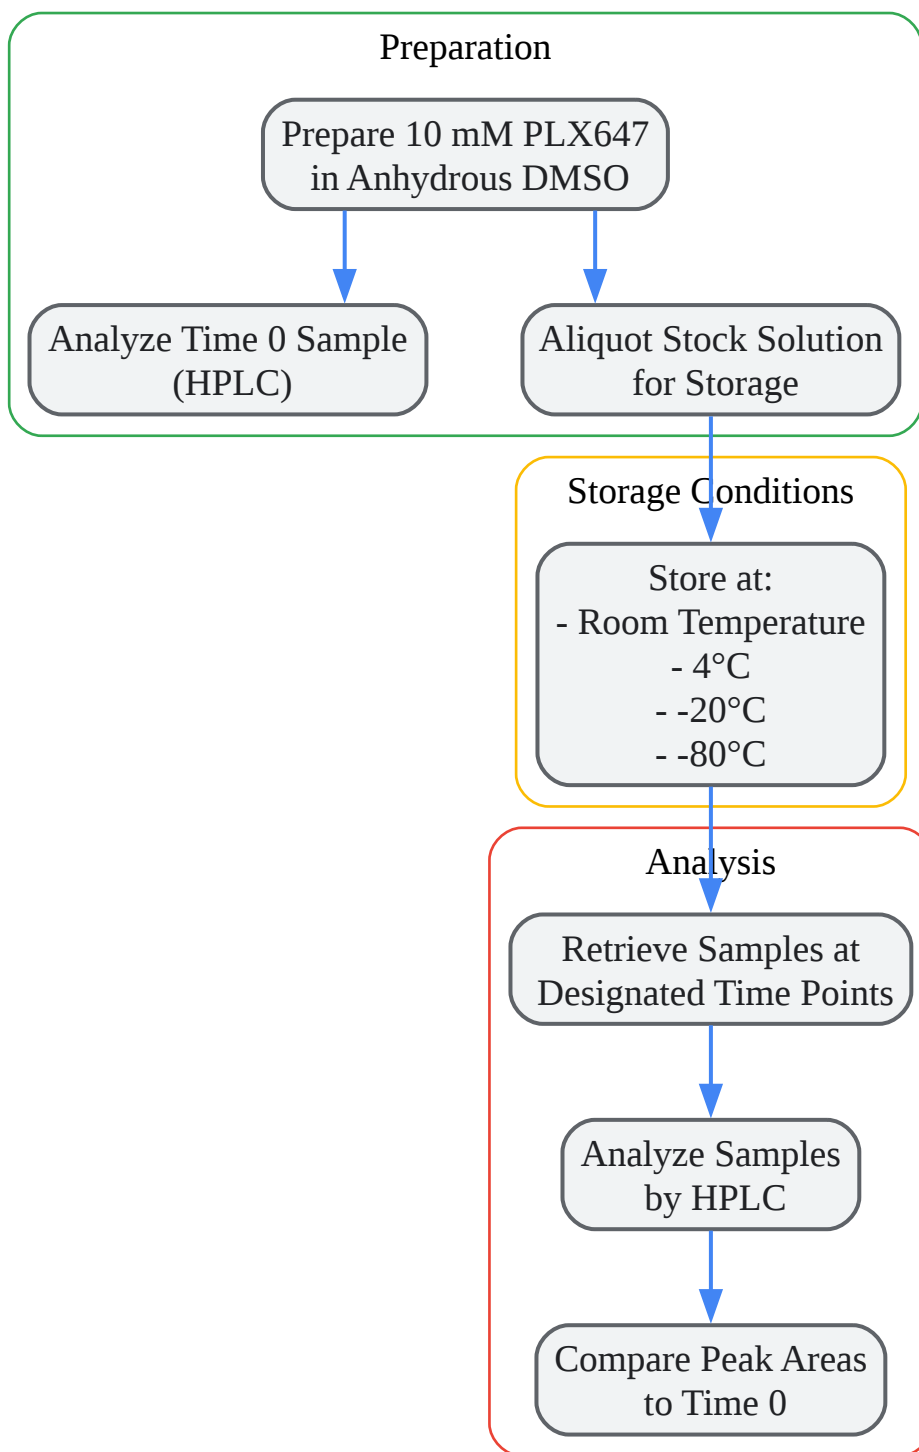 Preparation
Prepare 10 mM PLX647
in Anhydrous DMSO
Analyze Time 0 Sample
(HPLC)
Aliquot Stock Solution
for Storage
Storage Conditions
Store at:
- Room Temperature
- 4°C
- -20°C
- -80°C
Analysis
Retrieve Samples at
Designated Time Points
Analyze Samples
by HPLC
Compare Peak Areas
to Time 0